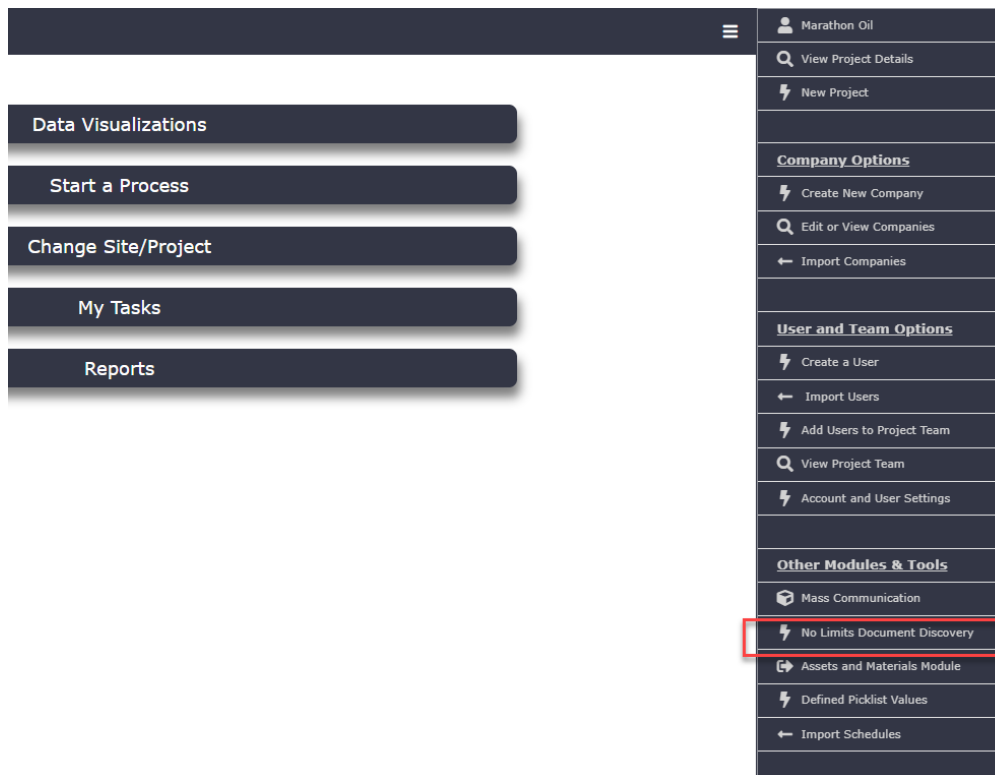 Data Visualizations
Start a Process
Change Site/Project
My Tasks
Reports
Marathon Oil
View Project Details
New Project
Company Options
Create New Company
Edit or View Companies
Import Companies
User and Team Options
Create a User
Import Users
Add Users to Project Team
View Project Team
Account and User Settings
Other Modules & Tools
Mass Communication
No Limits Document Discovery
Assets and Materials Module
Defined Picklist Values
Import Schedules